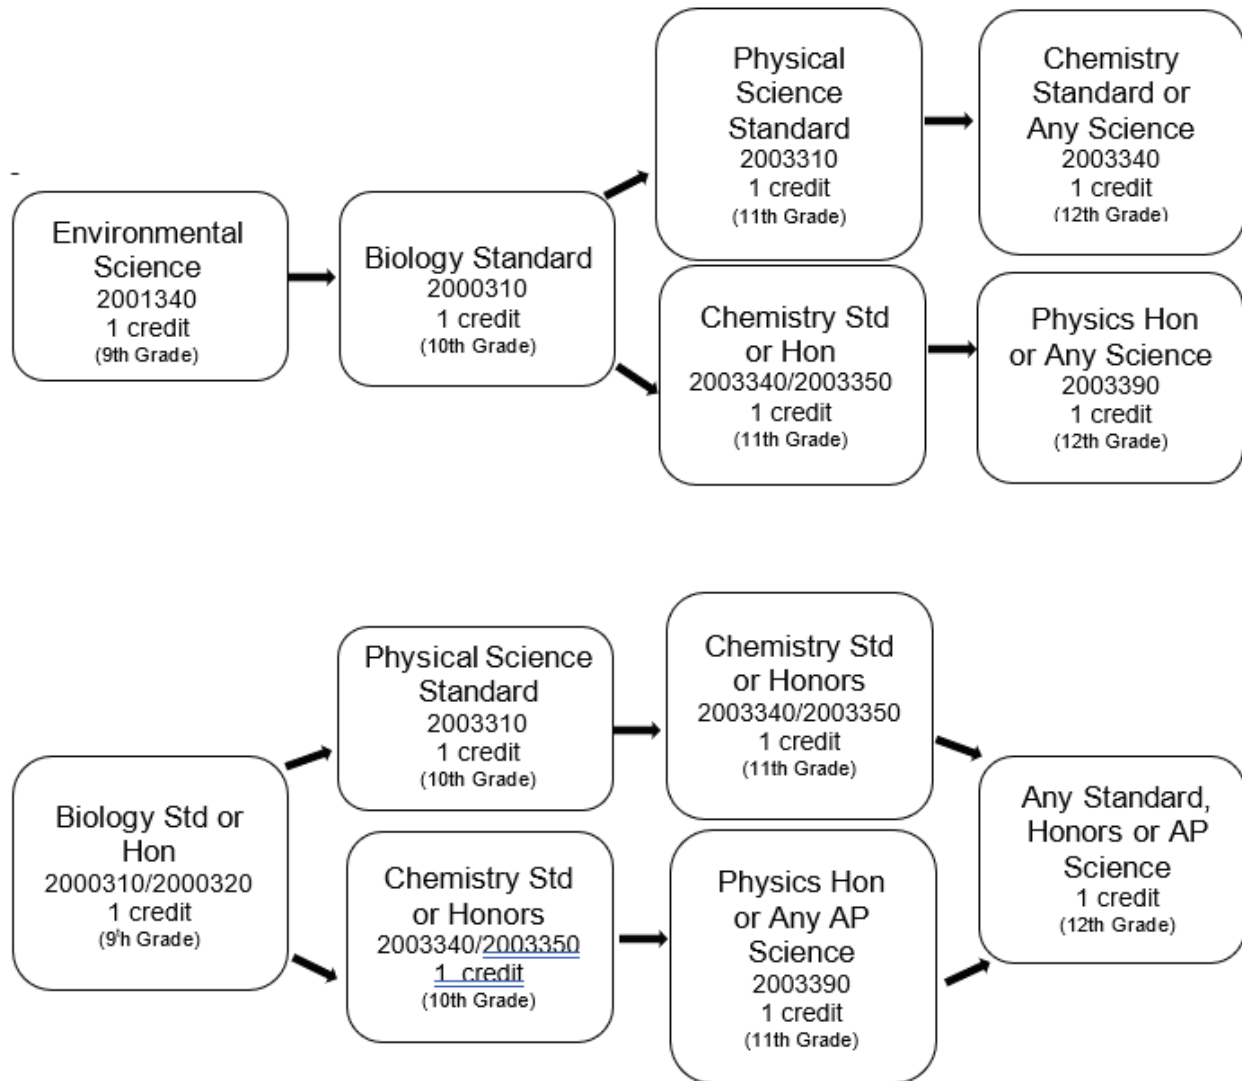 Environmental
Science
2001340
1 credit
(9th Grade)
Biology Standard
2000310
1 credit
(10th Grade)
Physical
Science
Standard
2003310
1 credit
(11th Grade)
Chemistry
Standard or
Any Science
2003340
1 credit
(12th Grade)
Chemistry Std
or Hon
2003340/2003350
1 credit
(11th Grade)
Physics Hon
or Any Science
2003390
1 credit
(12th Grade)
Biology Std or
Hon
2000310/2000320
1 credit
(9'h Grade)
Physical Science
Standard
2003310
1 credit
(10th Grade)
Chemistry Std
or Honors
2003340/2003350
1 credit
(11th Grade)
Chemistry Std
or Honors
2003340/2003350
1 credit
(10th Grade)
Physics Hon
or Any AP
Science
2003390
1 credit
(11th Grade)
Any Standard,
Honors or AP
Science
1 credit
(12th Grade)